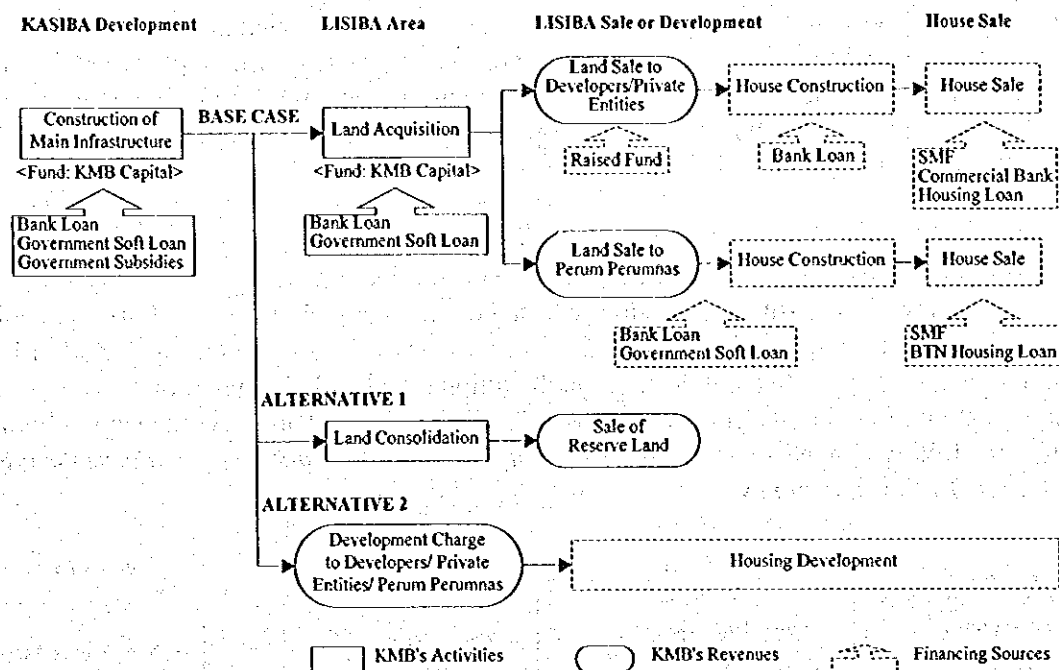 KASIBA Development
LISIBA Area
LISIBA Sale or Development
House Sale
Construction of
Main Infrastructure
<Fund: KMB Capital>
Bank Loan
Government Soft Loan
Government Subsidies
BASE CASE
Land Acquisition
<Fund: KMB Capital>
Bank Loan
Government Soft Loan
Land Sale to
Developers/Private
Entities
Raised Fund
House Construction
Bank Loan
House Sale
SMF
Commercial Bank
Housing Loan
Land Sale to
Perum Perumnas
Bank Loan
Government Soft Loan
House Construction
House Sale
SMF
BTN Housing Loan
ALTERNATIVE 1
Land Consolidation
Sale of
Reserve Land
ALTERNATIVE 2
Development Charge
to Developers/ Private
Entities/ Perum Perumnas
Housing Development
KMB's Activities
KMB's Revenues
Financing Sources